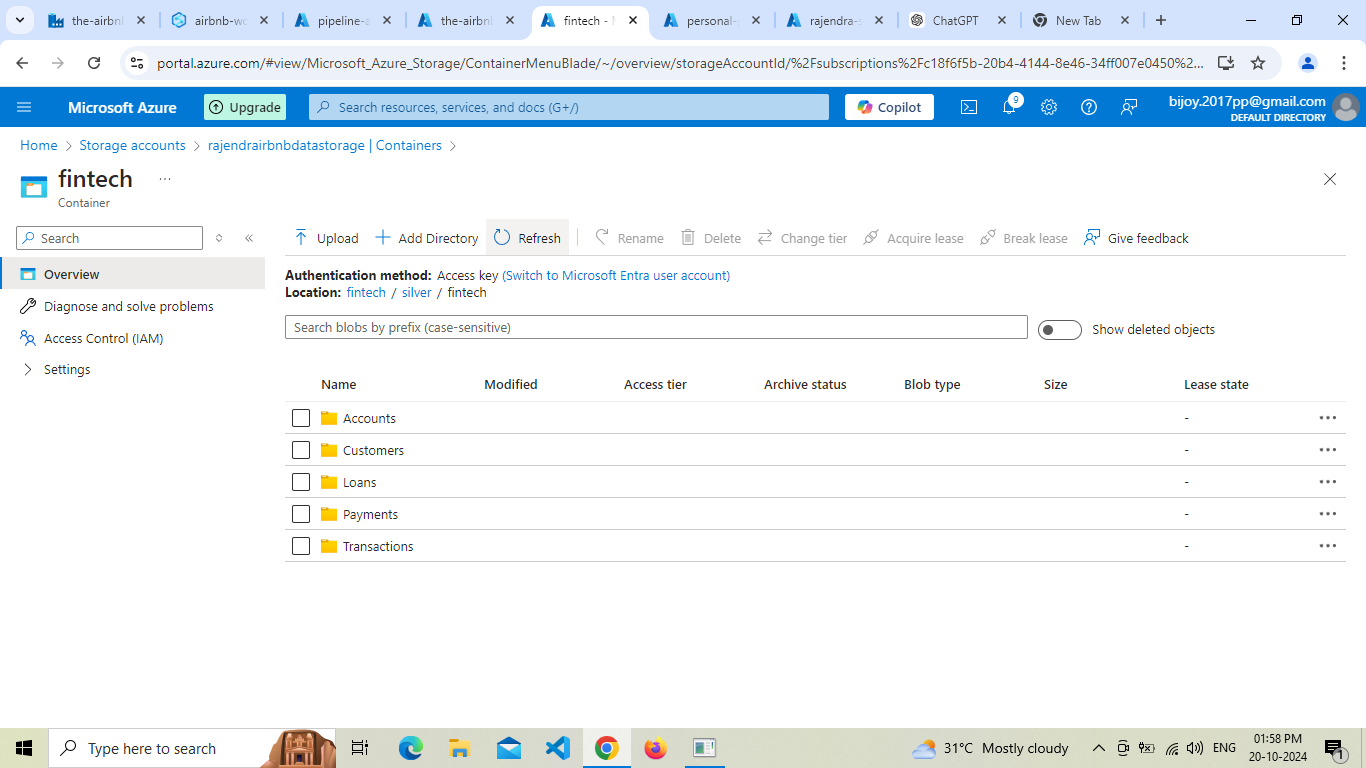 the-airbnl
airbnb-wo
pipeline-a
the-airbnl
fintech - M
personal-
rajendra-s
ChatGPT
New Tab
portal.azure.com/#view/Microsoft_Azure_Storage/ContainerMenuBlade/~/overview/storageAccountId/%2Fsubscriptions%2Fc18f6f5b-20b4-4144-8e46-34ff007e0450%2...
Microsoft Azure
Upgrade
Search resources, services, and docs (G+/)
Copilot
9
bijoy.2017pp@gmail.com
DEFAULT DIRECTORY
Home > Storage accounts > rajendrairbnbdatastorage | Containers >
fintech ...
Container
Search
Overview
Diagnose and solve problems
Access Control (IAM)
Settings
Upload
Add Directory
Refresh
Rename
Delete
Change tier
Acquire lease
Break lease
Give feedback
Authentication method: Access key (Switch to Microsoft Entra user account)
Location: fintech / silver / fintech
Search blobs by prefix (case-sensitive)
Show deleted objects
Name Modified Access tier Archive status Blob type Size Lease state
Accounts -
Customers -
Loans -
Payments -
Transactions -
Type here to search
31°C Mostly cloudy
ENG
01:58 PM
20-10-2024
1